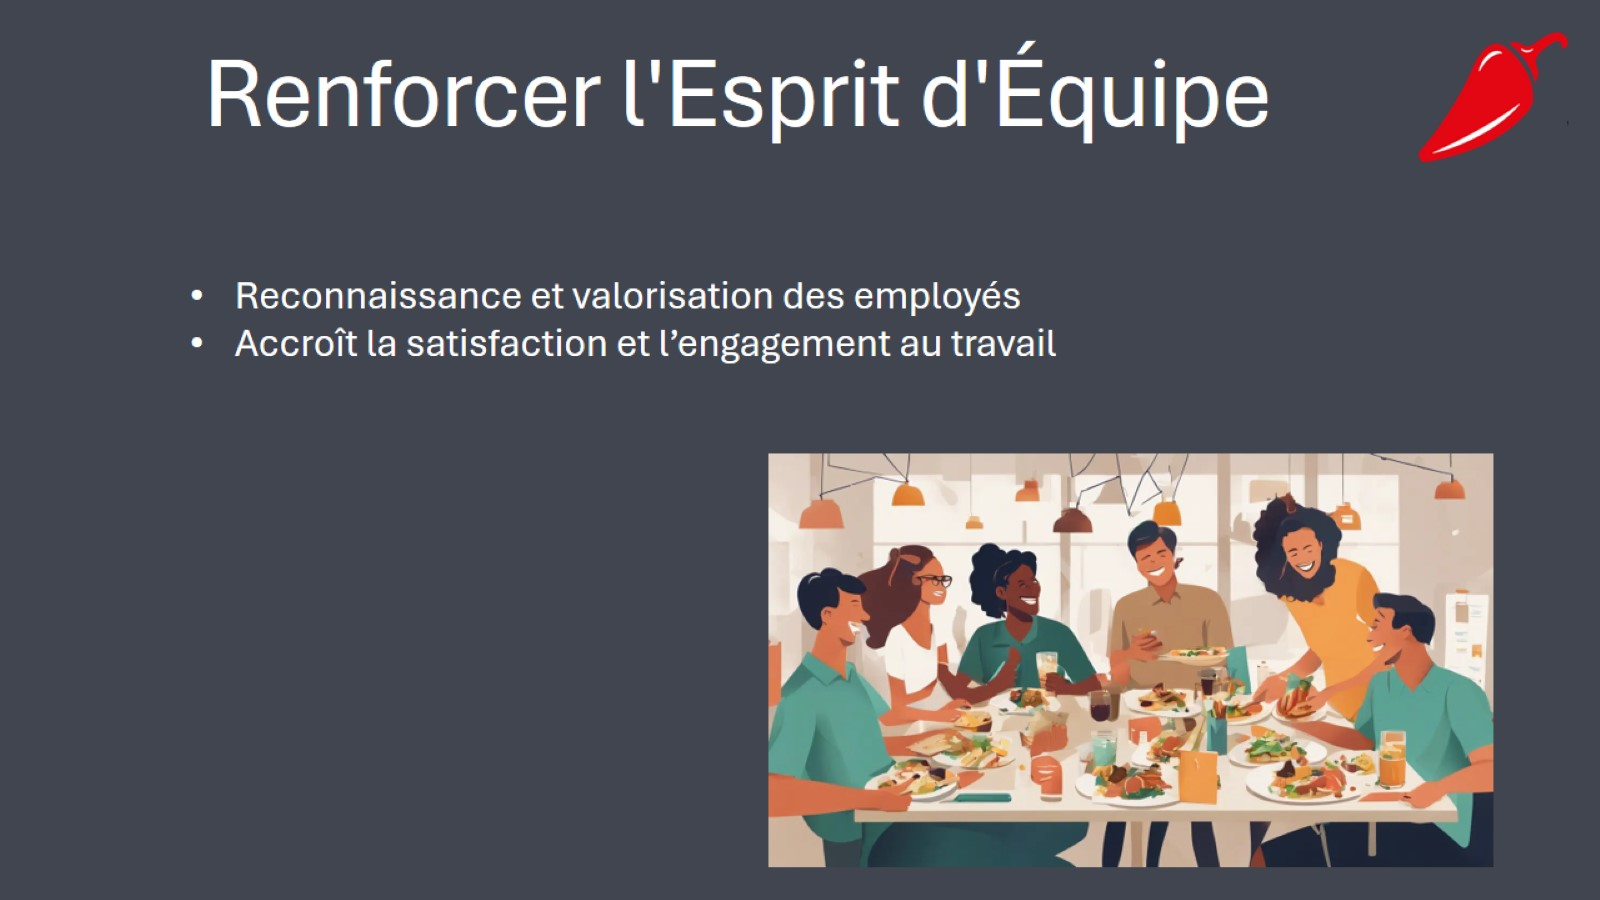 Renforcer l'Esprit d'Équipe
• Reconnaissance et valorisation des employés
• Accroît la satisfaction et l’engagement au travail